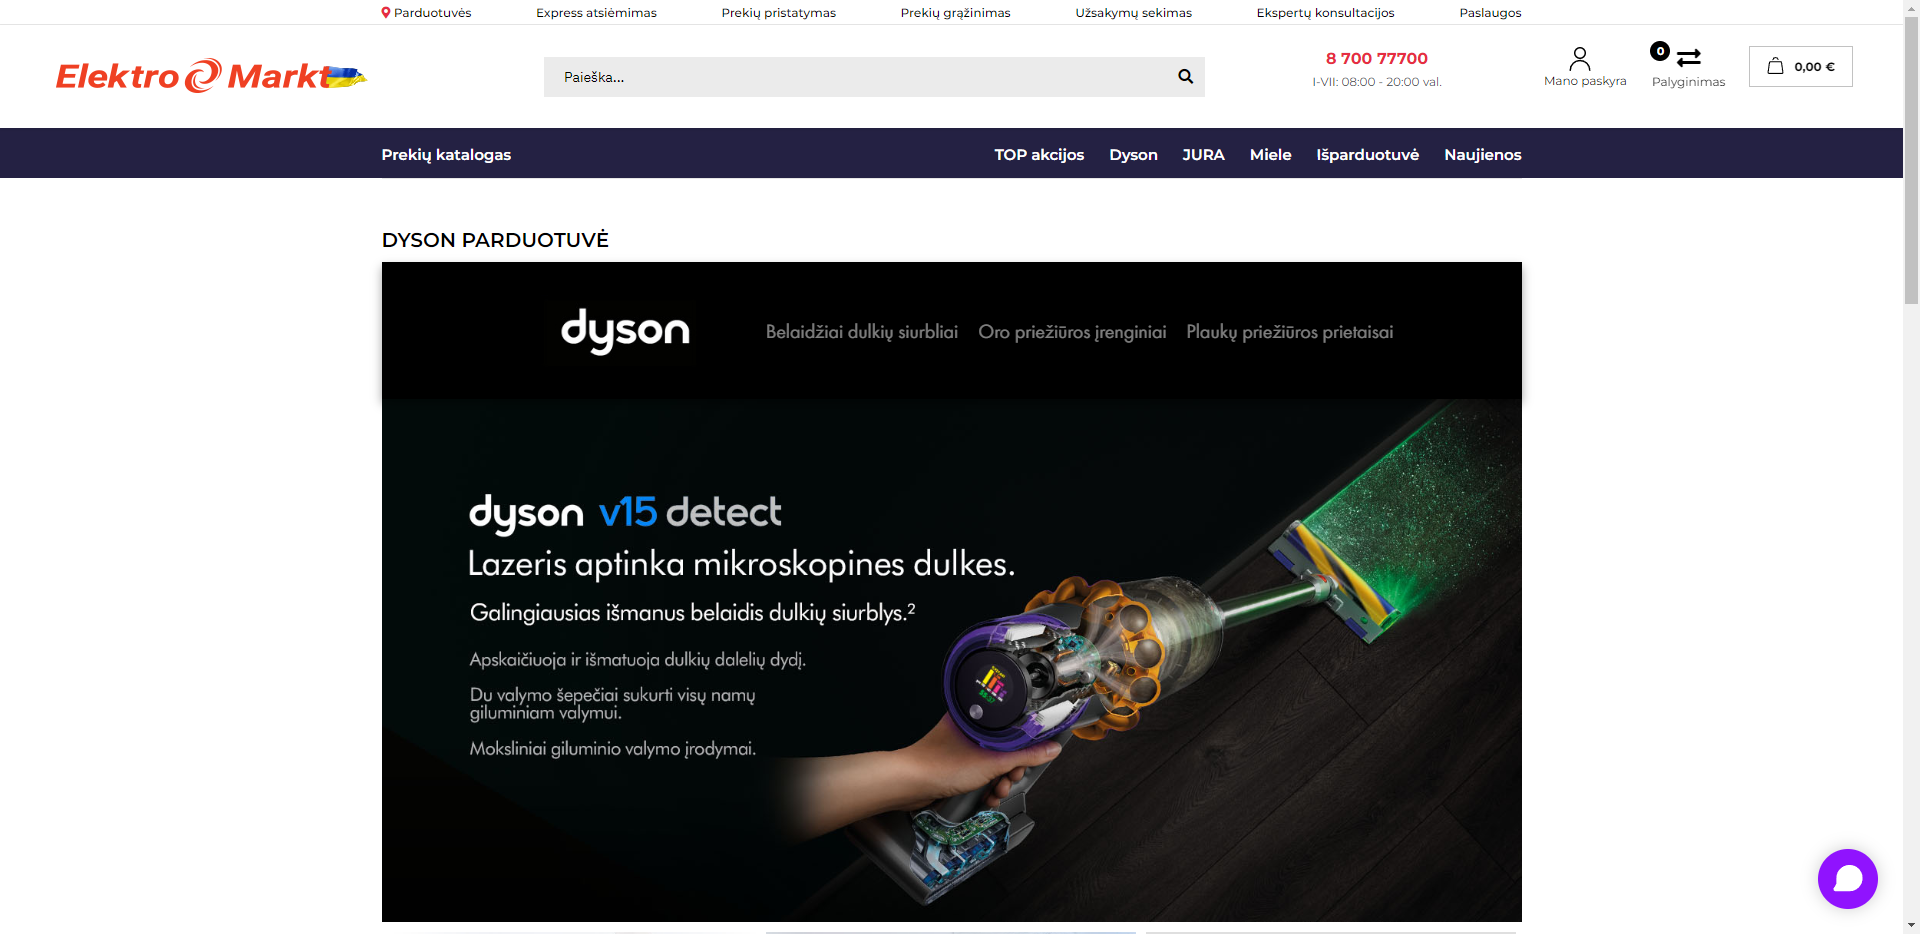 Parduotuvės
Express atsiėmimas
Prekių pristatymas
Prekių grąžinimas
Užsakymų sekimas
Ekspertų konsultacijos
Paslaugos
Elektro Markt
Paieška...
8 700 77700
I-VII: 08:00 - 20:00 val.
Mano paskyra
0
Palyginimas
0,00 €
Prekių katalogas
TOP akcijos
Dyson
JURA
Miele
Išparduotuvė
Naujienos
DYSON PARDUOTUVĖ
dyson
Belaidžiai dulkių siurbliai
Oro priežiūros įrenginiai
Plaukų priežiūros prietaisai
dyson v15 detect
Lazeris aptinka mikroskopines dulkes.
Galingiausias išmanus belaidis dulkių siurblys.²
Apskaičiuoja ir išmatuoja dulkių dalelių dydį.
Du valymo šepečiai sukurti visų namų
giluminiam valymui.
Moksliniai giluminio valymo įrodymai.